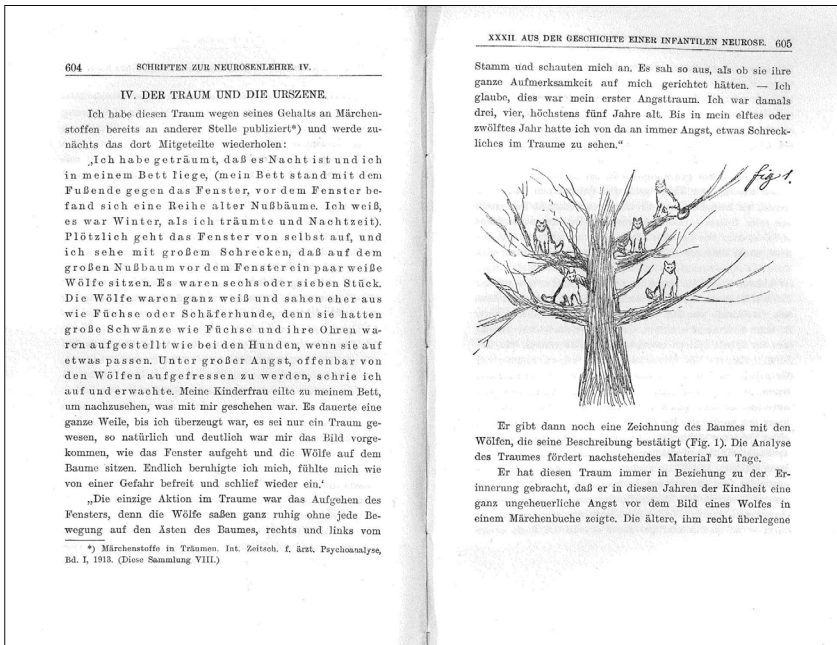 604 SCHRIFTEN ZUR NEUROSENLEHRE. IV.
IV. DER TRAUM UND DIE URSZENE.
Ich habe diesen Traum wegen seines Gehalts an Märchen-
stoffen bereits an anderer Stelle publiziert*) und werde zu-
nächts das dort Mitgeteilte wiederholen:
„Ich habe geträumt, daß es Nacht ist und ich
in meinem Bett liege, (mein Bett stand mit dem
Fußende gegen das Fenster, vor dem Fenster be-
fand sich eine Reihe alter Nußbäume. Ich weiß,
es war Winter, als ich träumte und Nachtzeit).
Plötzlich geht das Fenster von selbst auf, und
ich sehe mit großem Schrecken, daß auf dem
großen Nußbaum vor dem Fenster ein paar weiße
Wölfe sitzen. Es waren sechs oder sieben Stück.
Die Wölfe waren ganz weiß und sahen eher aus
wie Füchse oder Schäferhunde, denn sie hatten
große Schwänze wie Füchse und ihre Ohren wa-
ren aufgestellt wie bei den Hunden, wenn sie auf
etwas passen. Unter großer Angst, offenbar von
den Wölfen aufgefressen zu werden, schrie ich
auf und erwachte. Meine Kinderfrau eilte zu meinem Bett,
um nachzusehen, was mit mir geschehen war. Es dauerte eine
ganze Weile, bis ich überzeugt war, es sei nur ein Traum ge-
wesen, so natürlich und deutlich war mir das Bild vorge-
kommen, wie das Fenster aufgeht und die Wölfe auf dem
Baume sitzen. Endlich beruhigte ich mich, fühlte mich wie
von einer Gefahr befreit und schlief wieder ein.‘
„Die einzige Aktion im Traume war das Aufgehen des
Fensters, denn die Wölfe saßen ganz ruhig ohne jede Be-
wegung auf den Ästen des Baumes, rechts und links vom
*) Märchenstoffe in Träumen. Int. Zeitsch. f. ärzt. Psychoanalyse,
Bd. I, 1913. (Diese Sammlung VIII.)
XXXII. AUS DER GESCHICHTE EINER INFANTILEN NEUROSE. 605
Stamm und schauten mich an. Es sah so aus, als ob sie ihre
ganze Aufmerksamkeit auf mich gerichtet hätten. — Ich
glaube, dies war mein erster Angsttraum. Ich war damals
drei, vier, höchstens fünf Jahre alt. Bis in mein elftes oder
zwölftes Jahr hatte ich von da an immer Angst, etwas Schreck-
liches im Traume zu sehen.“
fig 1.
Er gibt dann noch eine Zeichnung des Baumes mit den
Wölfen, die seine Beschreibung bestätigt (Fig. 1). Die Analyse
des Traumes fördert nachstehendes Material zu Tage.
Er hat diesen Traum immer in Beziehung zu der Er-
innerung gebracht, daß er in diesen Jahren der Kindheit eine
ganz ungeheuerliche Angst vor dem Bild eines Wolfes in
einem Märchenbuche zeigte. Die ältere, ihm recht überlegene